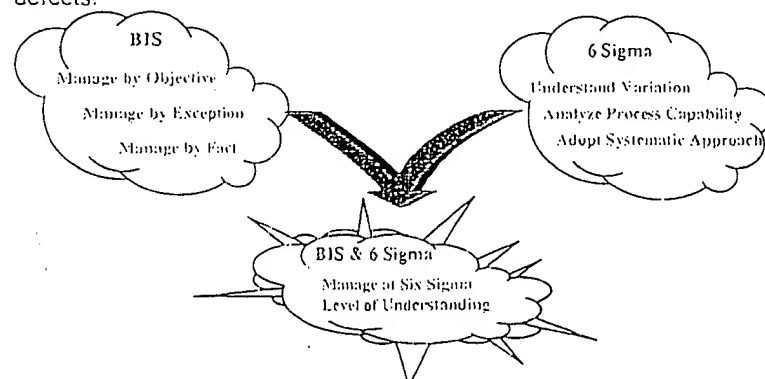 defects.
BIS
Manage by Objective
Manage by Exception
Manage by Fact
6 Sigma
Understand Variation
Analyze Process Capability
Adopt Systematic Approach
BIS & 6 Sigma
Manage at Six Sigma
Level of Understanding